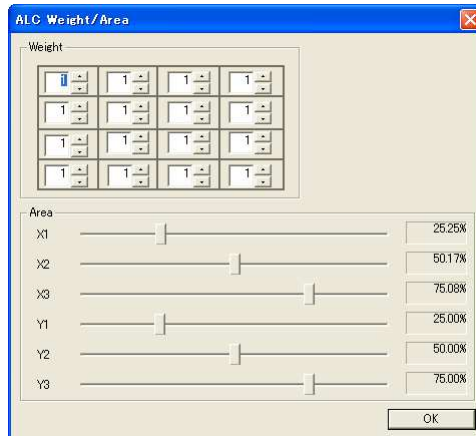 ALC Weight/Area
Weight
1 1 1 1
1 1 1 1
1 1 1 1
1 1 1 1
Area
X1 25.25%
X2 50.17%
X3 75.08%
Y1 25.00%
Y2 50.00%
Y3 75.00%
OK